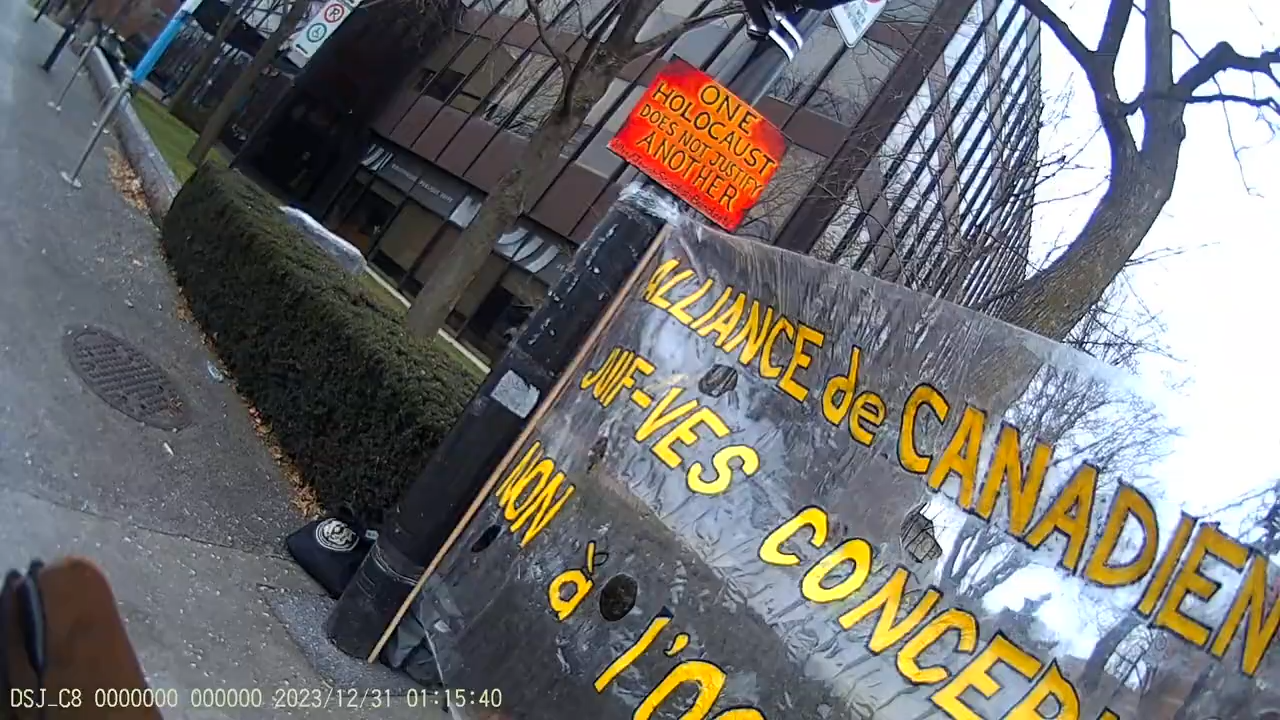 ONE
HOLOCAUST
DOES NOT JUSTIFY
ANOTHER
ALLIANCE de CANADIEN
JUIF-VES CONCER
NON à l'OC
DSJ_C8 0000000 000000 2023/12/31 01:15:40